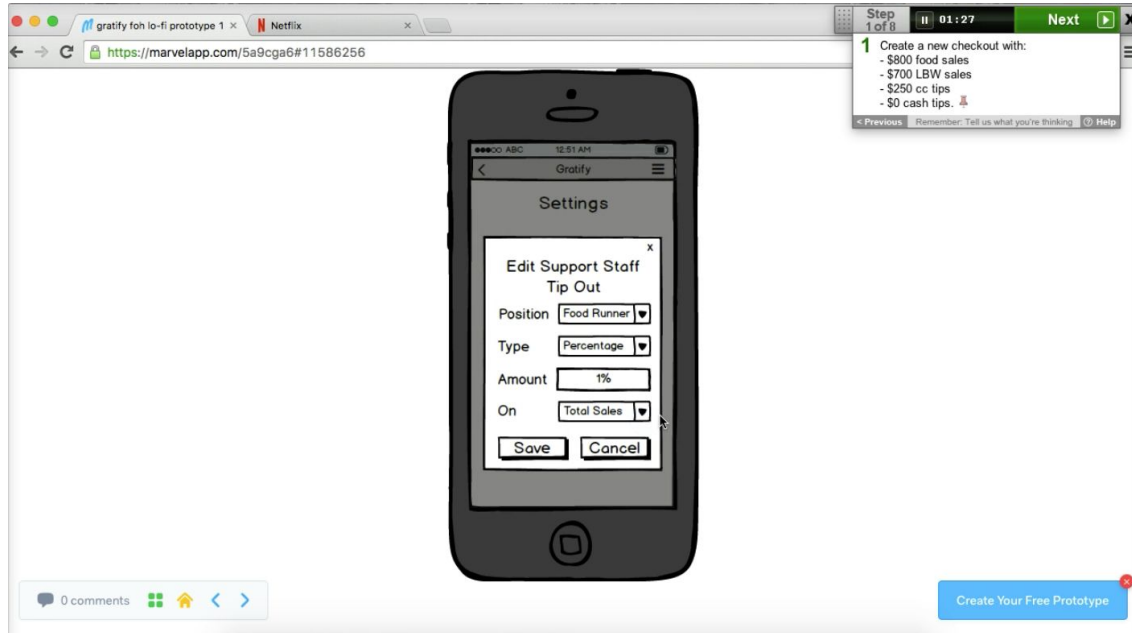 gratify foh lo-fi prototype 1
Netflix
https://marvelapp.com/5a9cga6#11586256
Step
1 of 8
01:27
Next
1 Create a new checkout with:
- $800 food sales
- $700 LBW sales
- $250 cc tips
- $0 cash tips.
< Previous Remember: Tell us what you're thinking ? Help
ABC 12:51 AM
Gratify
Settings
x
Edit Support Staff
Tip Out
Position Food Runner
Type Percentage
Amount 1%
On Total Sales
Save Cancel
0 comments
Create Your Free Prototype